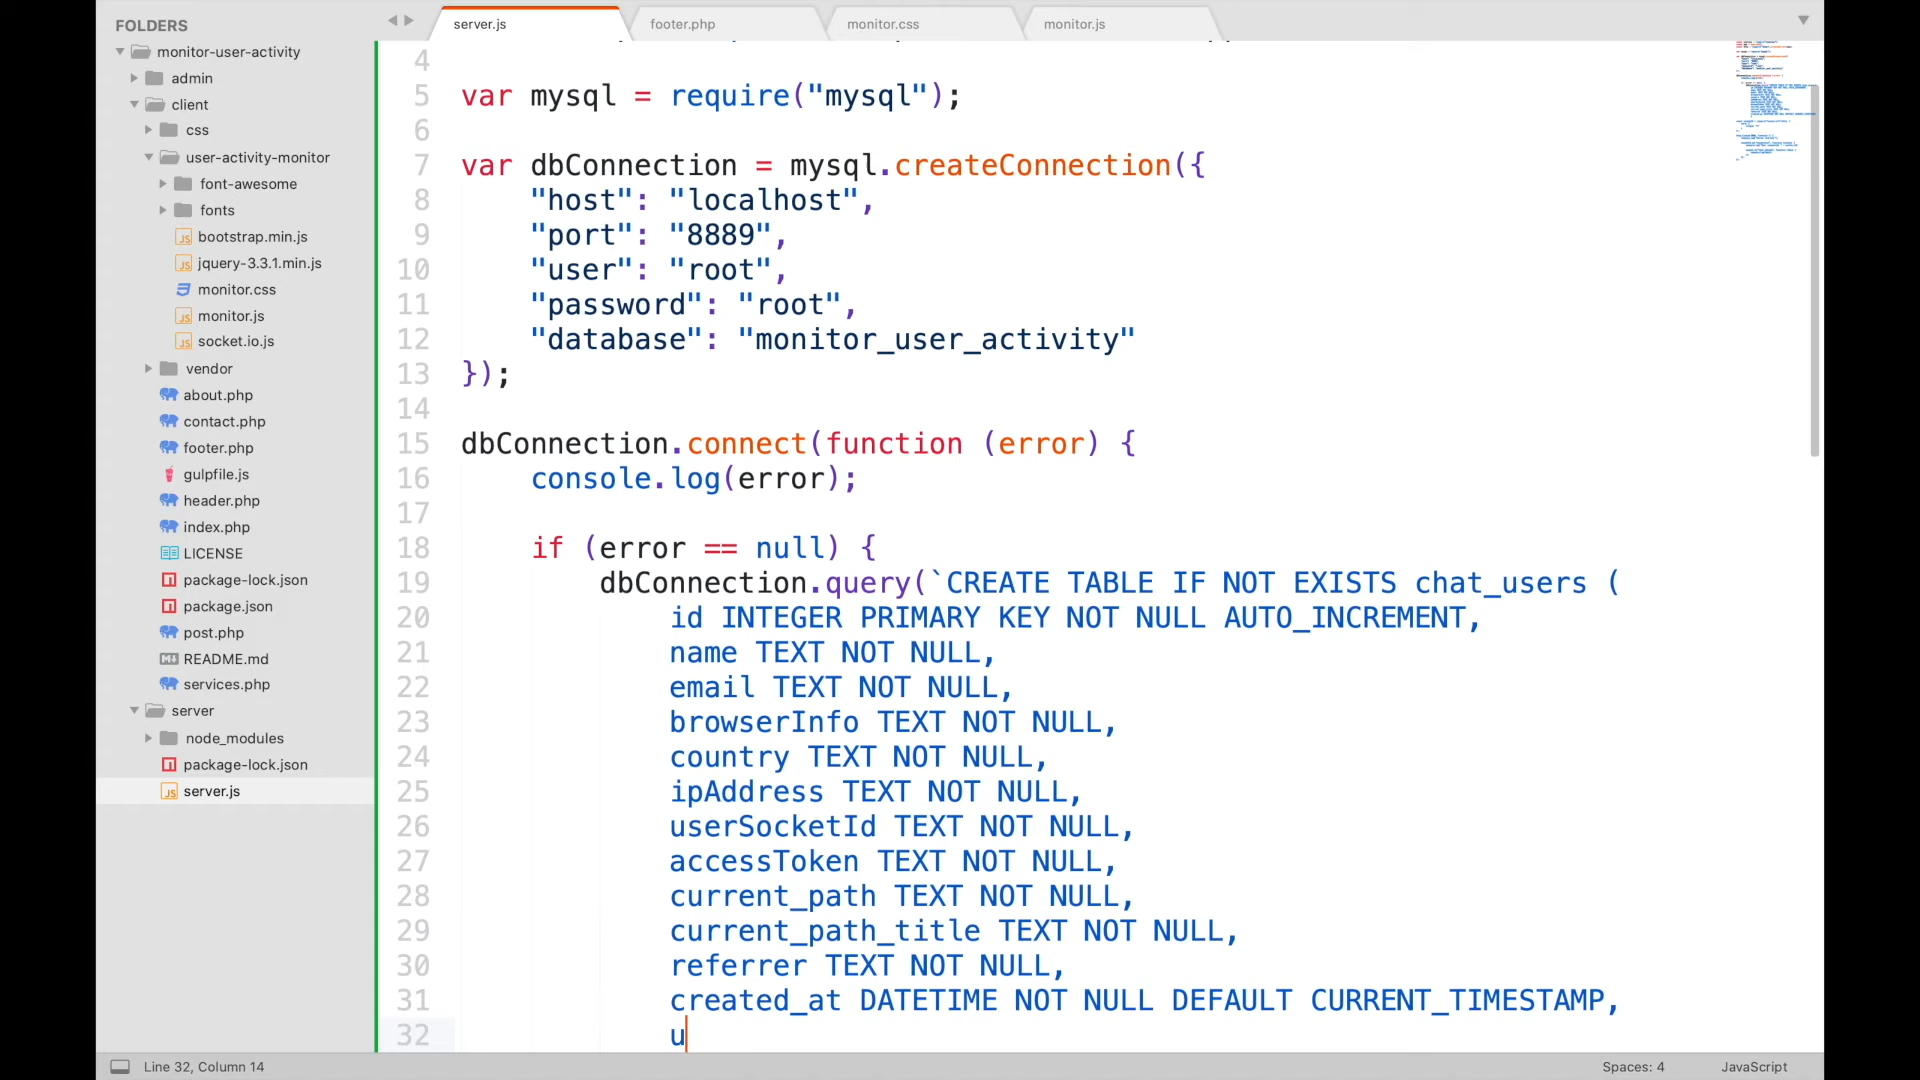 FOLDERS
monitor-user-activity
admin
client
css
user-activity-monitor
font-awesome
fonts
bootstrap.min.js
jquery-3.3.1.min.js
monitor.css
monitor.js
socket.io.js
vendor
about.php
contact.php
footer.php
gulpfile.js
header.php
index.php
LICENSE
package-lock.json
package.json
post.php
README.md
services.php
server
node_modules
package-lock.json
server.js
server.js footer.php monitor.css monitor.js
4
5 var mysql = require("mysql");
6
7 var dbConnection = mysql.createConnection({
8 "host": "localhost",
9 "port": "8889",
10 "user": "root",
11 "password": "root",
12 "database": "monitor_user_activity"
13 });
14
15 dbConnection.connect(function (error) {
16 console.log(error);
17
18 if (error == null) {
19 dbConnection.query(`CREATE TABLE IF NOT EXISTS chat_users (
20 id INTEGER PRIMARY KEY NOT NULL AUTO_INCREMENT,
21 name TEXT NOT NULL,
22 email TEXT NOT NULL,
23 browserInfo TEXT NOT NULL,
24 country TEXT NOT NULL,
25 ipAddress TEXT NOT NULL,
26 userSocketId TEXT NOT NULL,
27 accessToken TEXT NOT NULL,
28 current_path TEXT NOT NULL,
29 current_path_title TEXT NOT NULL,
30 referrer TEXT NOT NULL,
31 created_at DATETIME NOT NULL DEFAULT CURRENT_TIMESTAMP,
32 u
Line 32, Column 14
Spaces: 4 JavaScript